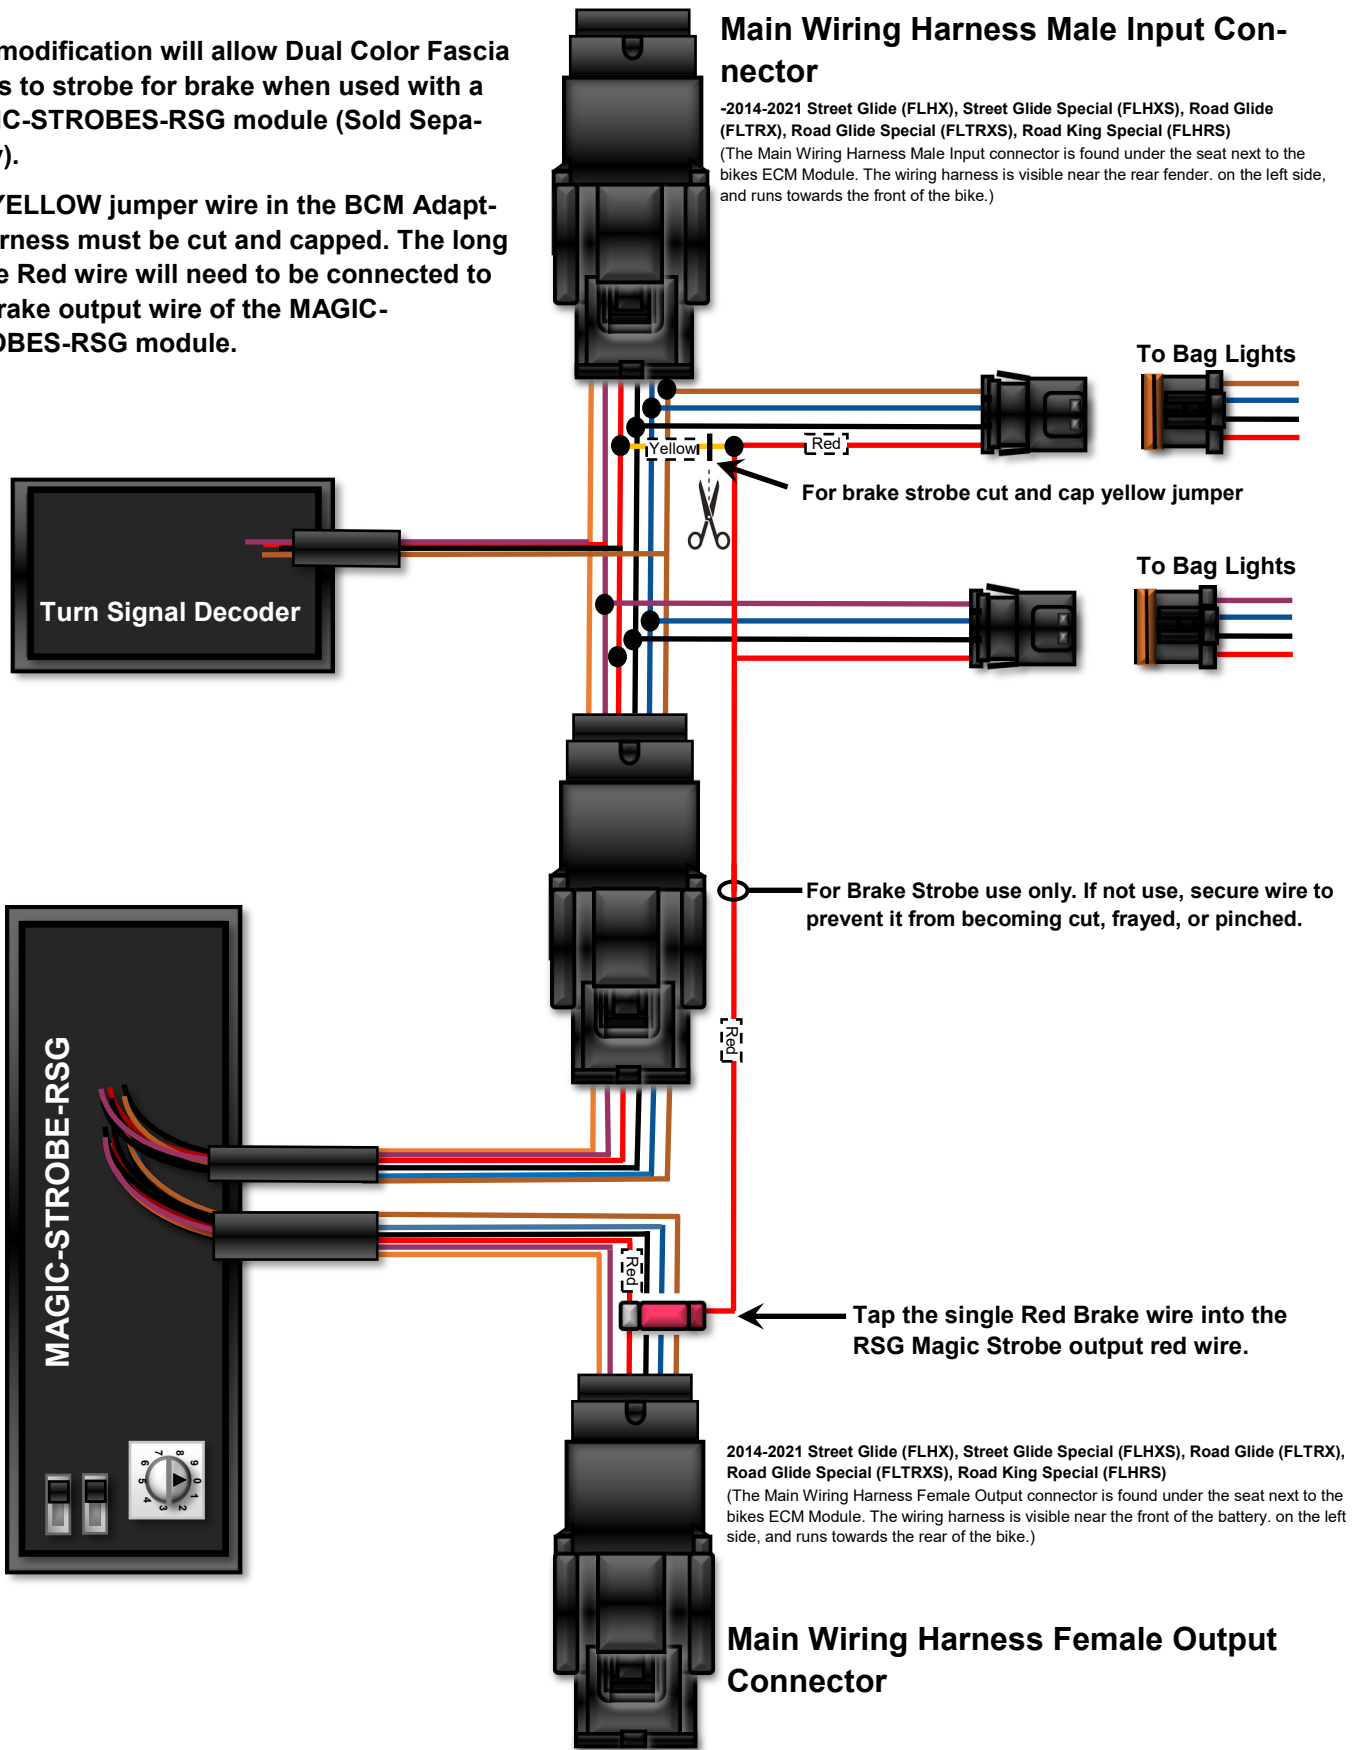 modification will allow Dual Color Fascia
s to strobe for brake when used with a
IC-STROBES-RSG module (Sold Sepa-
).
YELLOW jumper wire in the BCM Adapt-
rness must be cut and capped. The long
e Red wire will need to be connected to
rake output wire of the MAGIC-
OBES-RSG module.
Main Wiring Harness Male Input Con-
nector
-2014-2021 Street Glide (FLHX), Street Glide Special (FLHXS), Road Glide
(FLTRX), Road Glide Special (FLTRXS), Road King Special (FLHRS)
(The Main Wiring Harness Male Input connector is found under the seat next to the
bikes ECM Module. The wiring harness is visible near the rear fender. on the left side,
and runs towards the front of the bike.)
To Bag Lights
Yellow
Red
For brake strobe cut and cap yellow jumper
Turn Signal Decoder
To Bag Lights
For Brake Strobe use only. If not use, secure wire to
prevent it from becoming cut, frayed, or pinched.
Red
MAGIC-STROBE-RSG
Red
Tap the single Red Brake wire into the
RSG Magic Strobe output red wire.
0 1 2 3 4 5 6 7 8 9
2014-2021 Street Glide (FLHX), Street Glide Special (FLHXS), Road Glide (FLTRX),
Road Glide Special (FLTRXS), Road King Special (FLHRS)
(The Main Wiring Harness Female Output connector is found under the seat next to the
bikes ECM Module. The wiring harness is visible near the front of the battery. on the left
side, and runs towards the rear of the bike.)
Main Wiring Harness Female Output
Connector